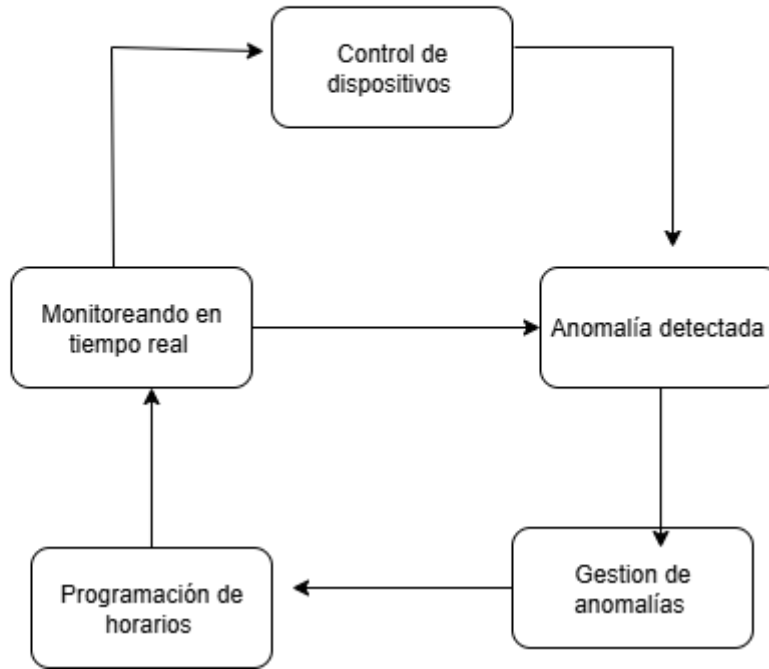 Control de
dispositivos
Monitoreando en
tiempo real
Anomalía detectada
Programación de
horarios
Gestion de
anomalías